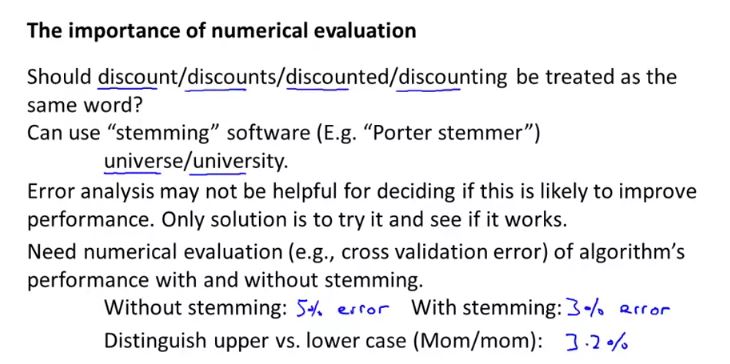 The importance of numerical evaluation
Should discount/discounts/discounted/discounting be treated as the
same word?
Can use “stemming” software (E.g. “Porter stemmer”)
universe/university.
Error analysis may not be helpful for deciding if this is likely to improve
performance. Only solution is to try it and see if it works.
Need numerical evaluation (e.g., cross validation error) of algorithm’s
performance with and without stemming.
Without stemming: 5% error With stemming: 3% error
Distinguish upper vs. lower case (Mom/mom): 3.2%